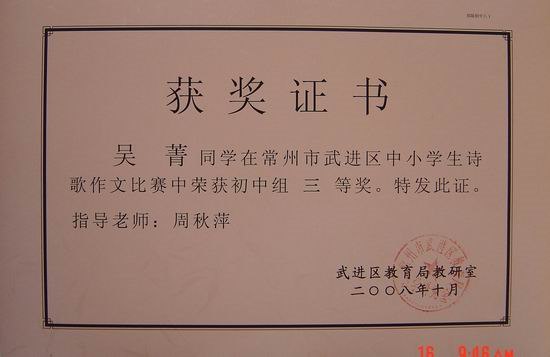 获奖证书
吴菁同学在常州市武进区中小学生诗
歌作文比赛中荣获初中组 三 等奖。特发此证。
指导老师：周秋萍
武进区教育局教研室
二〇〇八年十月